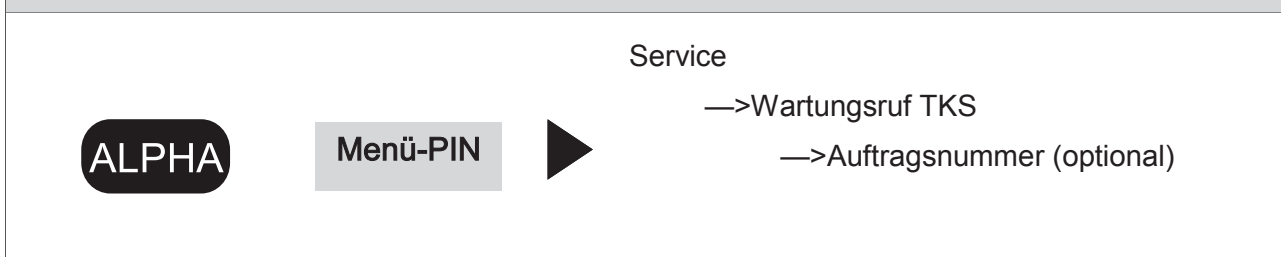 Service
—>Wartungsruf TKS
ALPHA
Menü-PIN
—>Auftragsnummer (optional)